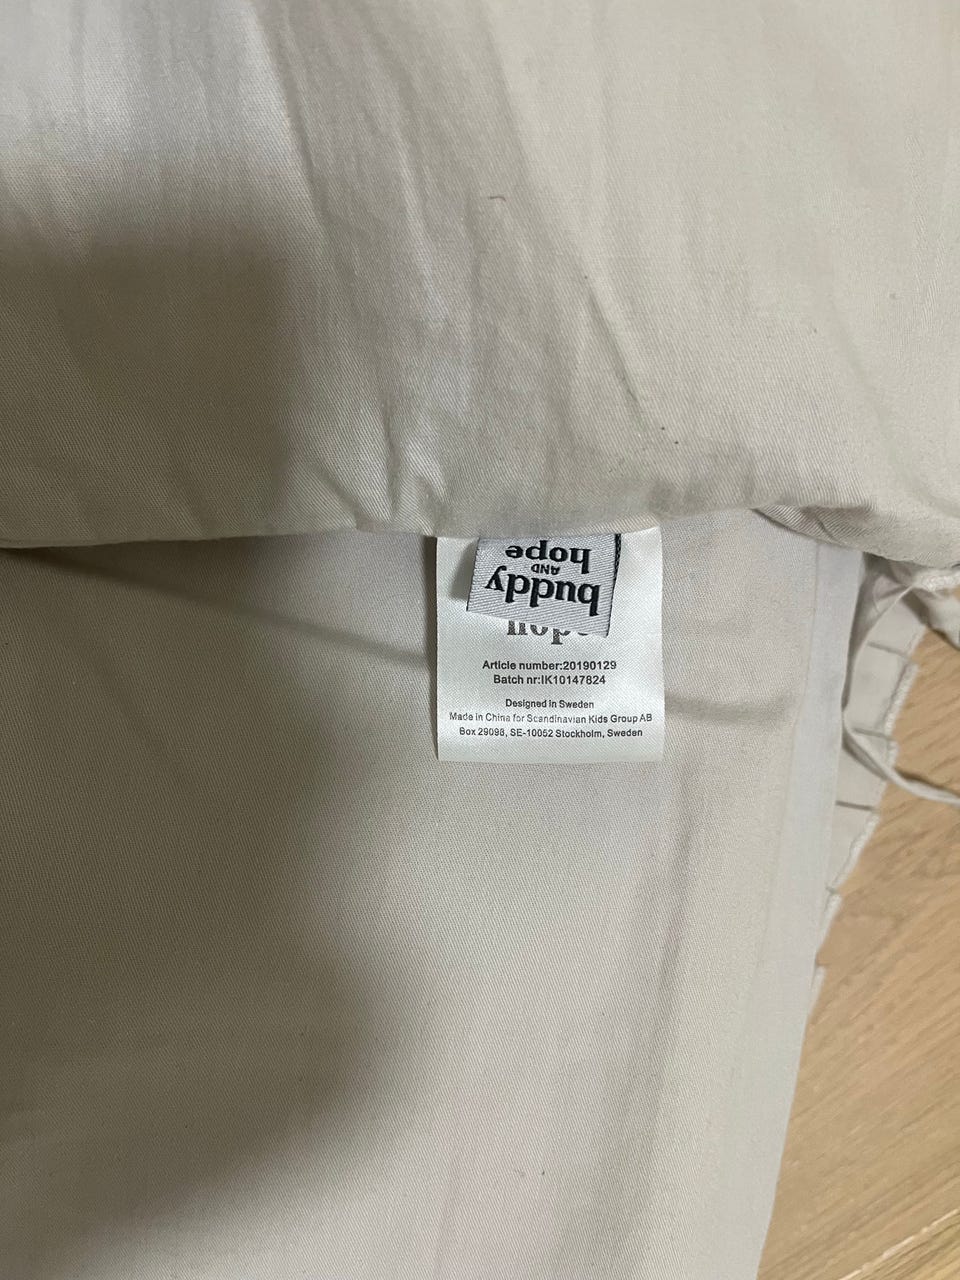 buddy
AND
hope
hope
Article number:20190129
Batch nr:IK10147824
Designed in Sweden
Made in China for Scandinavian Kids Group AB
Box 29098, SE-10052 Stockholm, Sweden